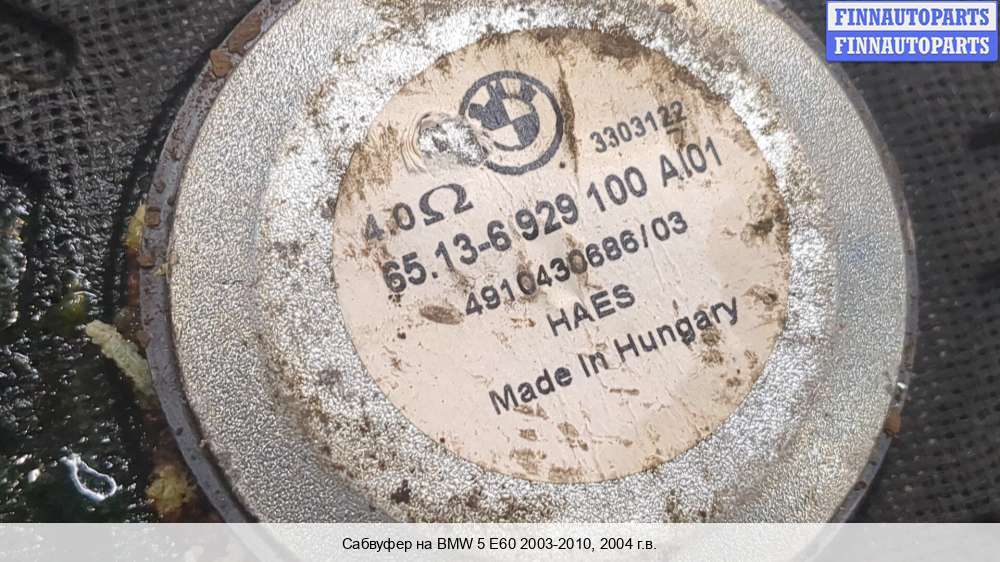 FINNAUTOPARTS
FINNAUTOPARTS
3303122
4.0Ω
65.13-6 929 100 AI01
4910430686/03
HAES
Made In Hungary
Сабвуфер на BMW 5 E60 2003-2010, 2004 г.в.